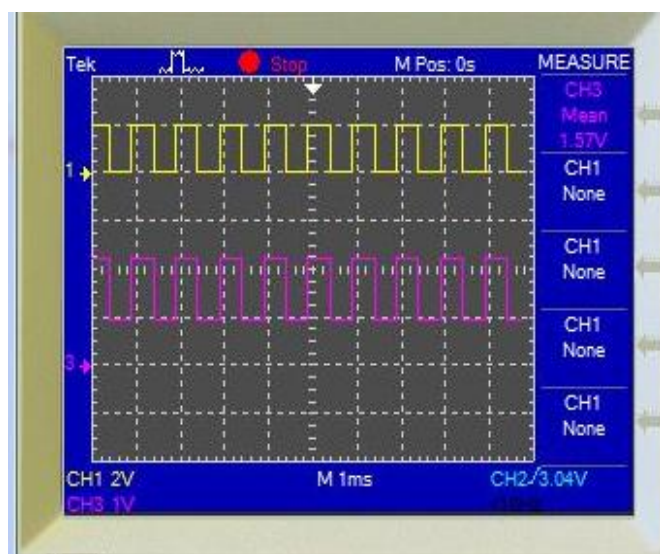 Tek Stop M Pos: 0s MEASURE
CH3
Mean
1.57V
1
CH1
None
CH1
None
CH1
None
3
CH1
None
CH1 2V M 1ms CH2 3.04V
CH3 1V